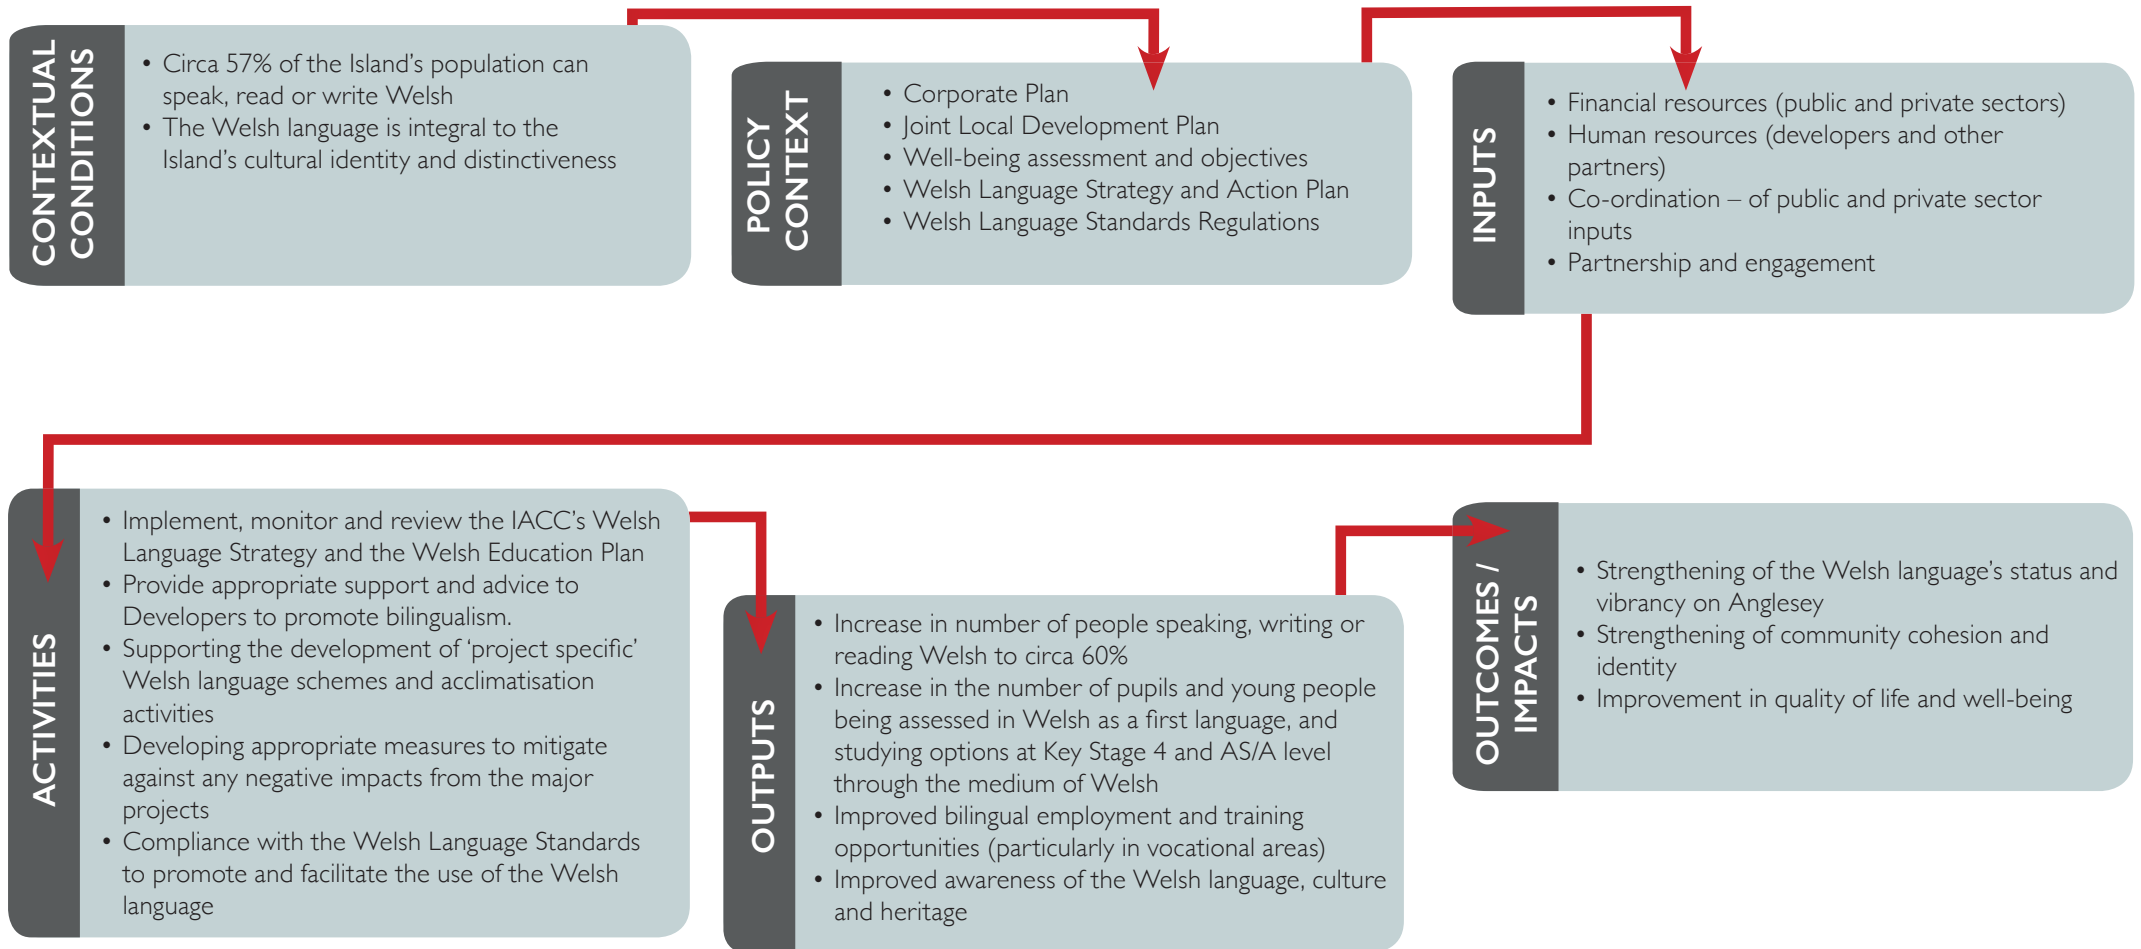 CONTEXTUAL
CONDITIONS
• Circa 57% of the Island's population can
speak, read or write Welsh
• The Welsh language is integral to the
Island's cultural identity and distinctiveness
POLICY
CONTEXT
• Corporate Plan
• Joint Local Development Plan
• Well-being assessment and objectives
• Welsh Language Strategy and Action Plan
• Welsh Language Standards Regulations
INPUTS
• Financial resources (public and private sectors)
• Human resources (developers and other
partners)
• Co-ordination – of public and private sector
inputs
• Partnership and engagement
ACTIVITIES
• Implement, monitor and review the IACC's Welsh
Language Strategy and the Welsh Education Plan
• Provide appropriate support and advice to
Developers to promote bilingualism.
• Supporting the development of 'project specific'
Welsh language schemes and acclimatisation
activities
• Developing appropriate measures to mitigate
against any negative impacts from the major
projects
• Compliance with the Welsh Language Standards
to promote and facilitate the use of the Welsh
language
OUTPUTS
• Increase in number of people speaking, writing or
reading Welsh to circa 60%
• Increase in the number of pupils and young people
being assessed in Welsh as a first language, and
studying options at Key Stage 4 and AS/A level
through the medium of Welsh
• Improved bilingual employment and training
opportunities (particularly in vocational areas)
• Improved awareness of the Welsh language, culture
and heritage
OUTCOMES /
IMPACTS
• Strengthening of the Welsh language's status and
vibrancy on Anglesey
• Strengthening of community cohesion and
identity
• Improvement in quality of life and well-being